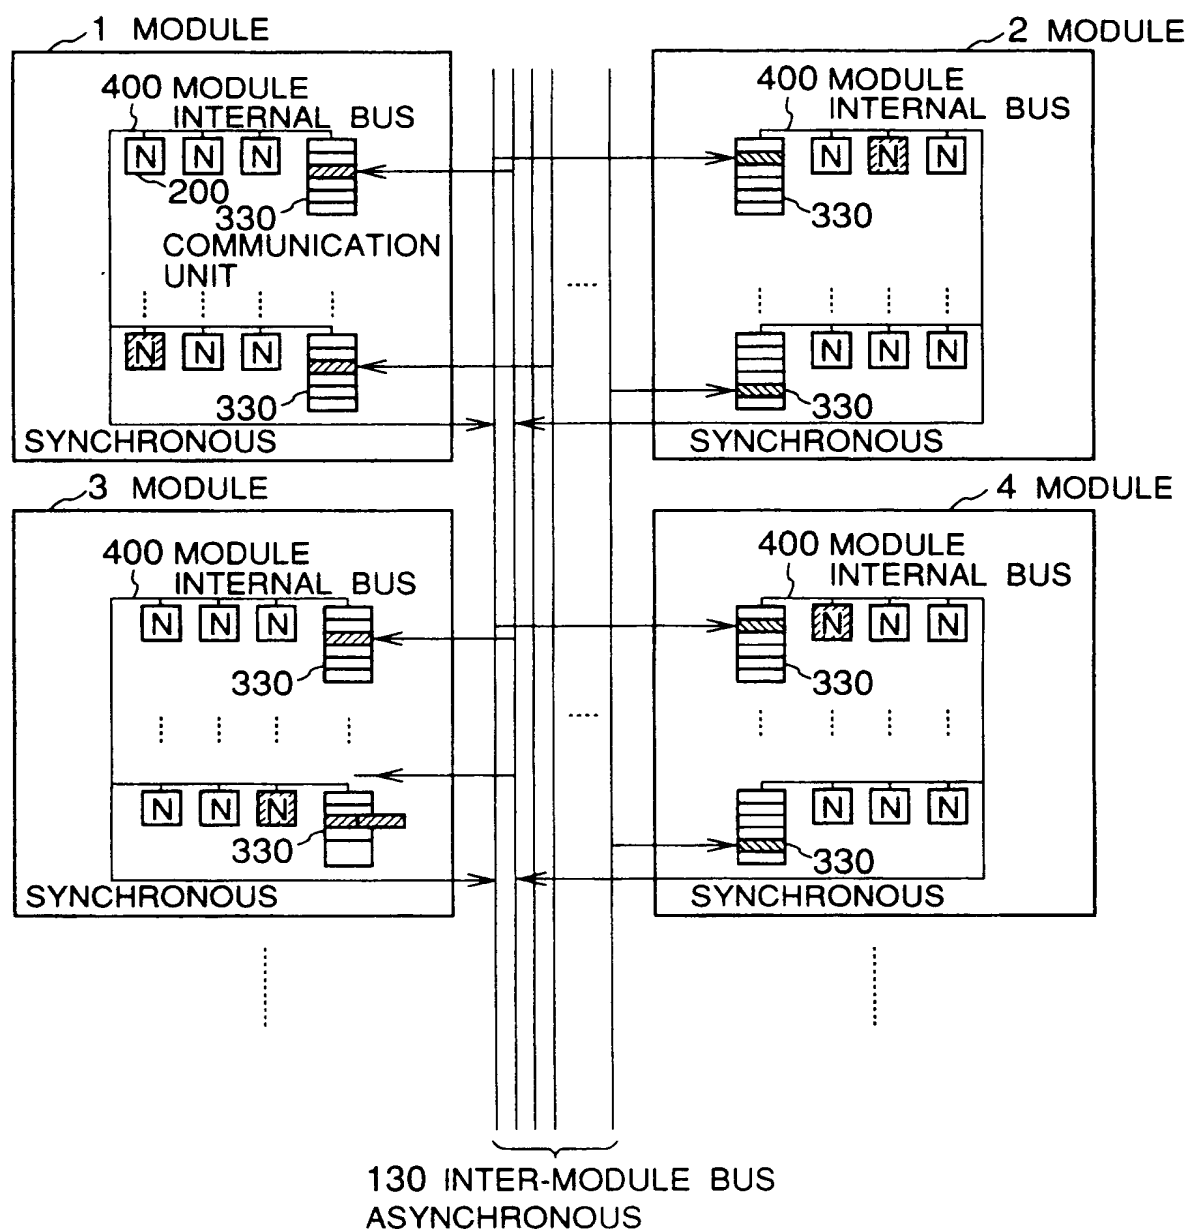 1 MODULE
400 MODULE
INTERNAL BUS
N N N
200
330
COMMUNICATION
UNIT
N N N
330
SYNCHRONOUS
2 MODULE
400 MODULE
INTERNAL BUS
N N N
330
N N N
330
SYNCHRONOUS
3 MODULE
400 MODULE
INTERNAL BUS
N N N
330
N N N
330
SYNCHRONOUS
4 MODULE
400 MODULE
INTERNAL BUS
N N N
330
N N N
330
SYNCHRONOUS
130 INTER-MODULE BUS
ASYNCHRONOUS